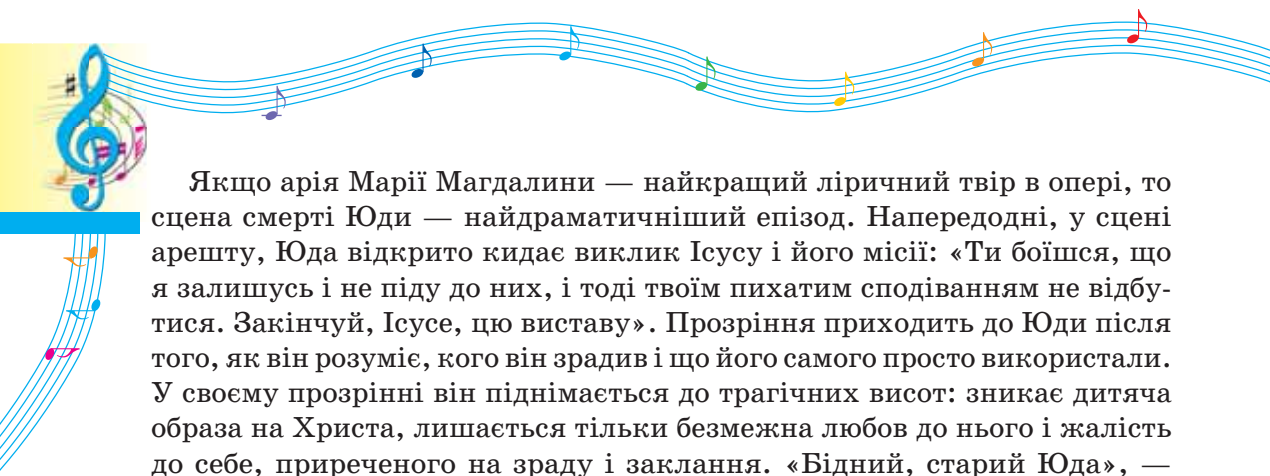 Якщо арія Марії Магдалини — найкращий ліричний твір в опері, то
сцена смерті Юди — найдраматичніший епізод. Напередодні, у сцені
арешту, Юда відкрито кидає виклик Ісусу і його місії: «Ти боїшся, що
я залишусь і не піду до них, і тоді твоїм пихатим сподіванням не відбу-
тися. Закінчуй, Ісусе, цю виставу». Прозріння приходить до Юди після
того, як він розуміє, кого він зрадив і що його самого просто використали.
У своєму прозрінні він піднімається до трагічних висот: зникає дитяча
образа на Христа, лишається тільки безмежна любов до нього і жалість
до себе, приреченого на зраду і заклання. «Бідний, старий Юда», —